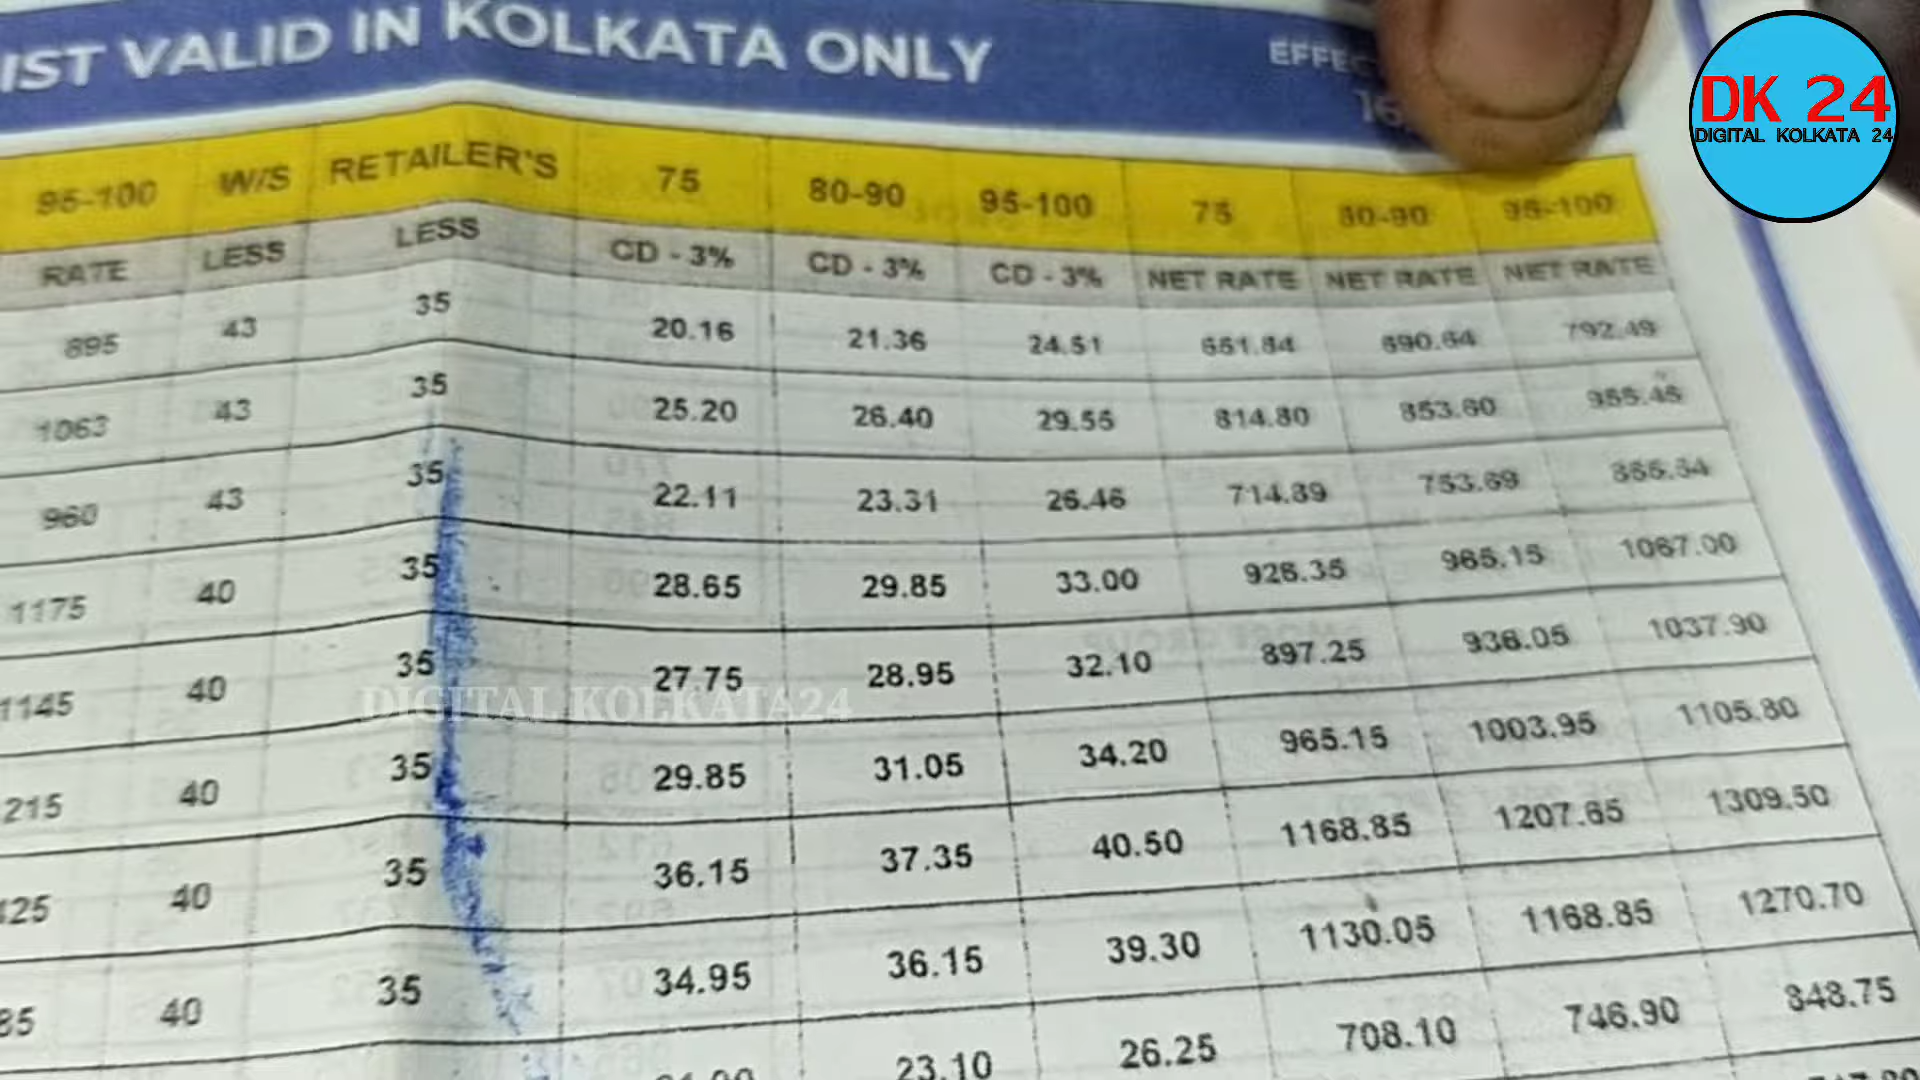 IST VALID IN KOLKATA ONLY
DK 24
DIGITAL KOLKATA 24
95-100 W/S RETAILER'S 75 80-90 95-100 75 80-90 95-100
RATE LESS LESS CD - 3% CD - 3% CD - 3% NET RATE NET RATE NET RATE
895 43 35 20.16 21.36 24.51 651.84 690.64 792.49
1063 43 35 25.20 26.40 29.55 814.80 853.60 955.45
960 43 35 22.11 23.31 26.46 714.89 753.69 855.54
1175 40 35 28.65 29.85 33.00 926.35 965.15 1067.00
1145 40 35 27.75 28.95 32.10 897.25 936.05 1037.90
DIGITAL KOLKATA24
215 40 35 29.85 31.05 34.20 965.15 1003.95 1105.80
425 40 35 36.15 37.35 40.50 1168.85 1207.65 1309.50
85 40 35 34.95 36.15 39.30 1130.05 1168.85 1270.70
23.10 26.25 708.10 746.90 848.75